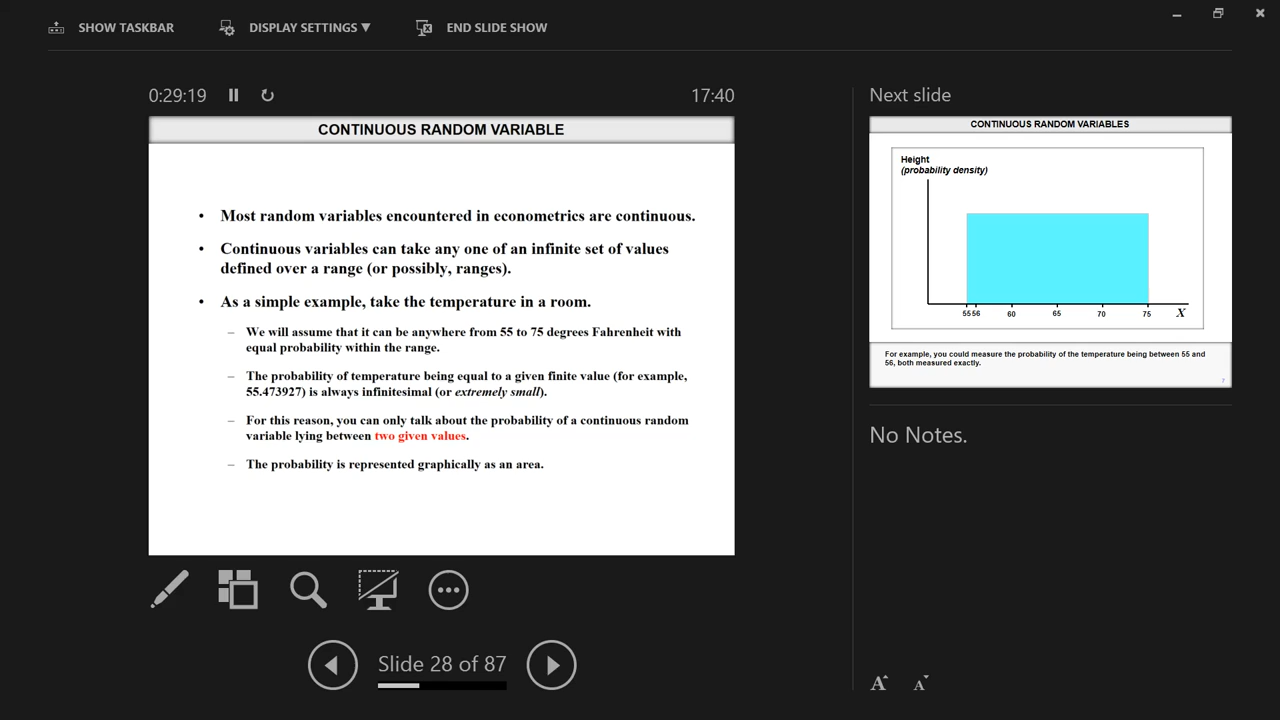 SHOW TASKBAR
DISPLAY SETTINGS ▼
END SLIDE SHOW
0:29:19
17:40
CONTINUOUS RANDOM VARIABLE
• Most random variables encountered in econometrics are continuous.
• Continuous variables can take any one of an infinite set of values
defined over a range (or possibly, ranges).
• As a simple example, take the temperature in a room.
– We will assume that it can be anywhere from 55 to 75 degrees Fahrenheit with
equal probability within the range.
– The probability of temperature being equal to a given finite value (for example,
55.473927) is always infinitesimal (or extremely small).
– For this reason, you can only talk about the probability of a continuous random
variable lying between two given values.
– The probability is represented graphically as an area.
Slide 28 of 87
Next slide
CONTINUOUS RANDOM VARIABLES
Height
(probability density)
55 56 60 65 70 75 X
For example, you could measure the probability of the temperature being between 55 and
56, both measured exactly.
7
No Notes.
A A